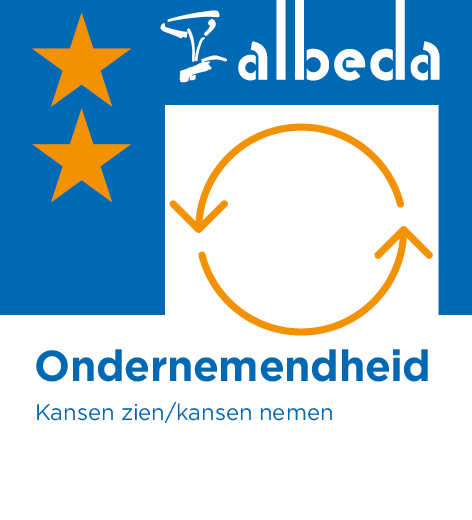 albeda
Ondernemendheid
Kansen zien/kansen nemen